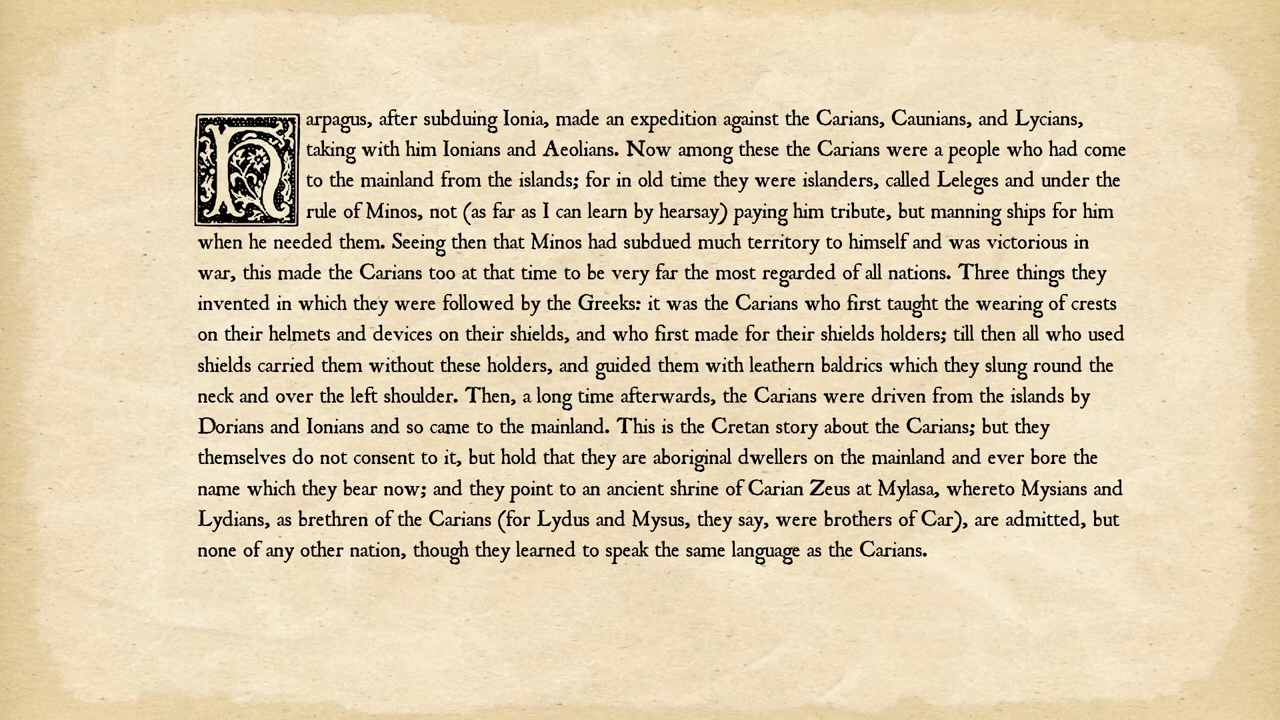 Harpagus, after subduing Ionia, made an expedition against the Carians, Caunians, and Lycians,
taking with him Ionians and Aeolians. Now among these the Carians were a people who had come
to the mainland from the islands; for in old time they were islanders, called Leleges and under the
rule of Minos, not (as far as I can learn by hearsay) paying him tribute, but manning ships for him
when he needed them. Seeing then that Minos had subdued much territory to himself and was victorious in
war, this made the Carians too at that time to be very far the most regarded of all nations. Three things they
invented in which they were followed by the Greeks: it was the Carians who first taught the wearing of crests
on their helmets and devices on their shields, and who first made for their shields holders; till then all who used
shields carried them without these holders, and guided them with leathern baldrics which they slung round the
neck and over the left shoulder. Then, a long time afterwards, the Carians were driven from the islands by
Dorians and Ionians and so came to the mainland. This is the Cretan story about the Carians; but they
themselves do not consent to it, but hold that they are aboriginal dwellers on the mainland and ever bore the
name which they bear now; and they point to an ancient shrine of Carian Zeus at Mylasa, whereto Mysians and
Lydians, as brethren of the Carians (for Lydus and Mysus, they say, were brothers of Car), are admitted, but
none of any other nation, though they learned to speak the same language as the Carians.